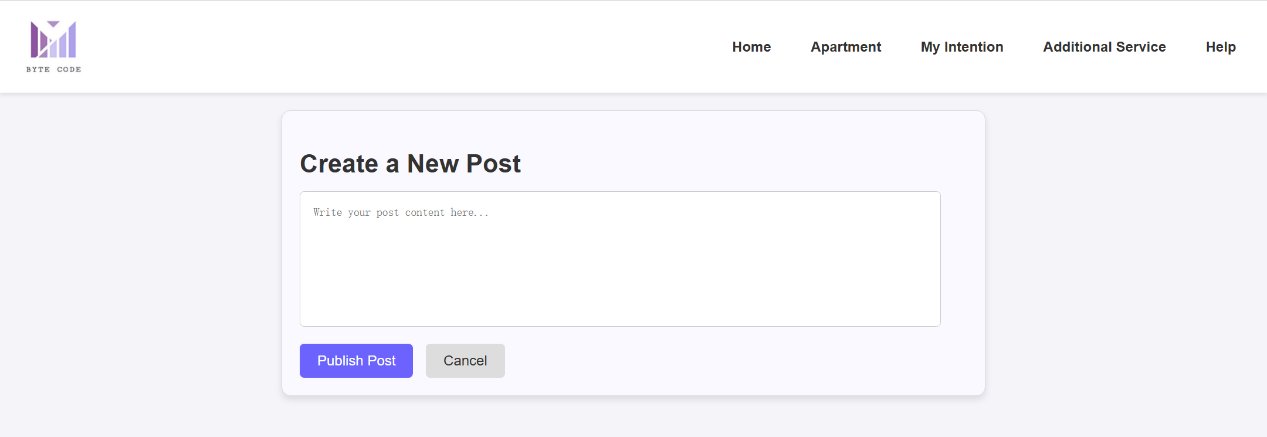 BYTE CODE
Home Apartment My Intention Additional Service Help
Create a New Post
Write your post content here...
Publish Post Cancel